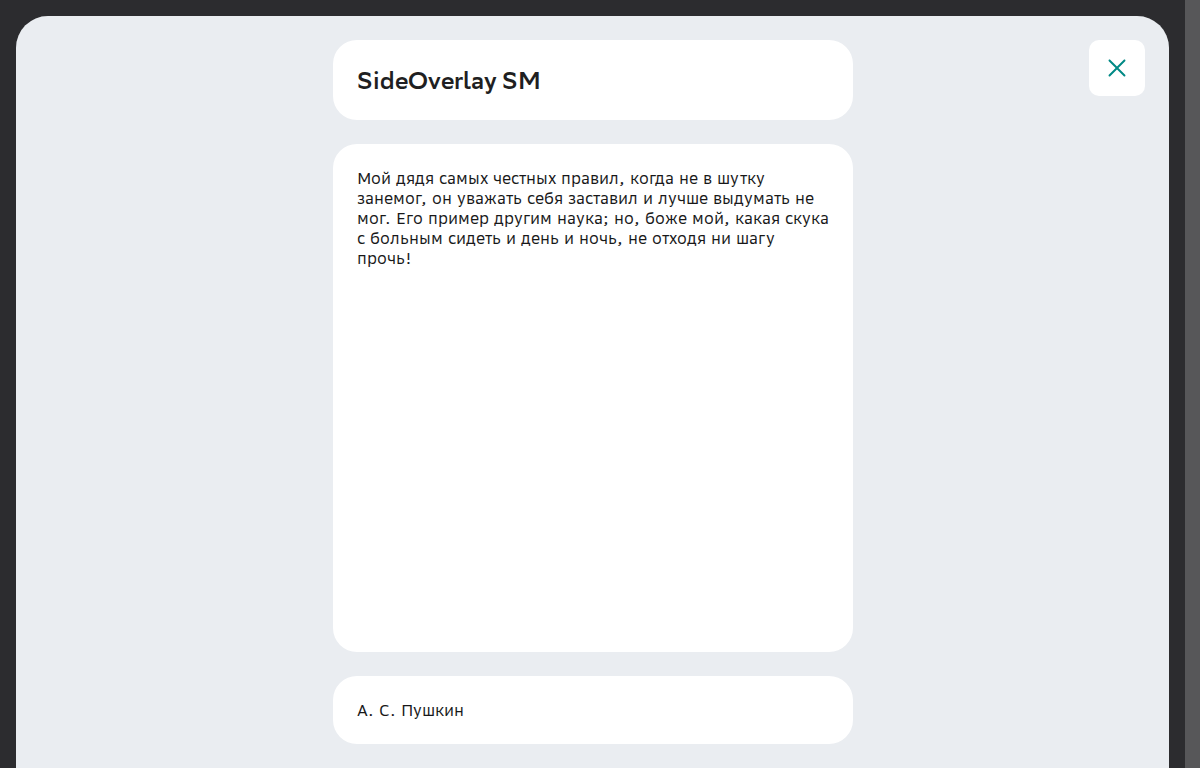 SideOverlay SM
Мой дядя самых честных правил, когда не в шутку
занемог, он уважать себя заставил и лучше выдумать не
мог. Его пример другим наука; но, боже мой, какая скука
с больным сидеть и день и ночь, не отходя ни шагу
прочь!
А. С. Пушкин